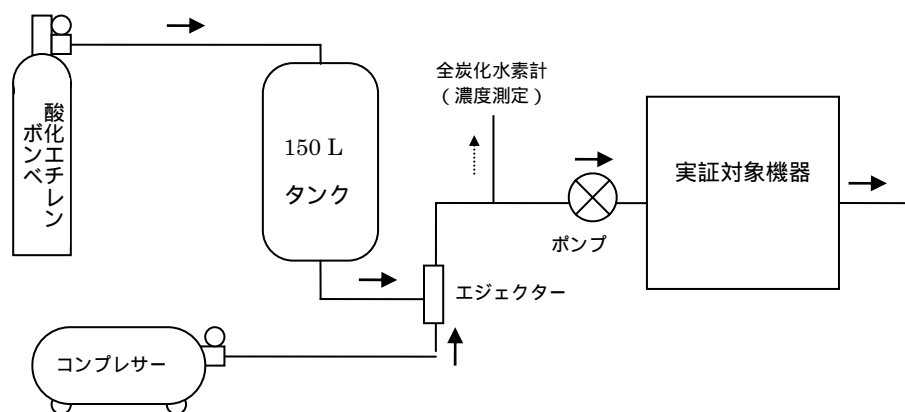 酸化エチレン
ボンベ
150 L
タンク
全炭化水素計
（濃度測定）
実証対象機器
ポンプ
エジェクター
コンプレサー